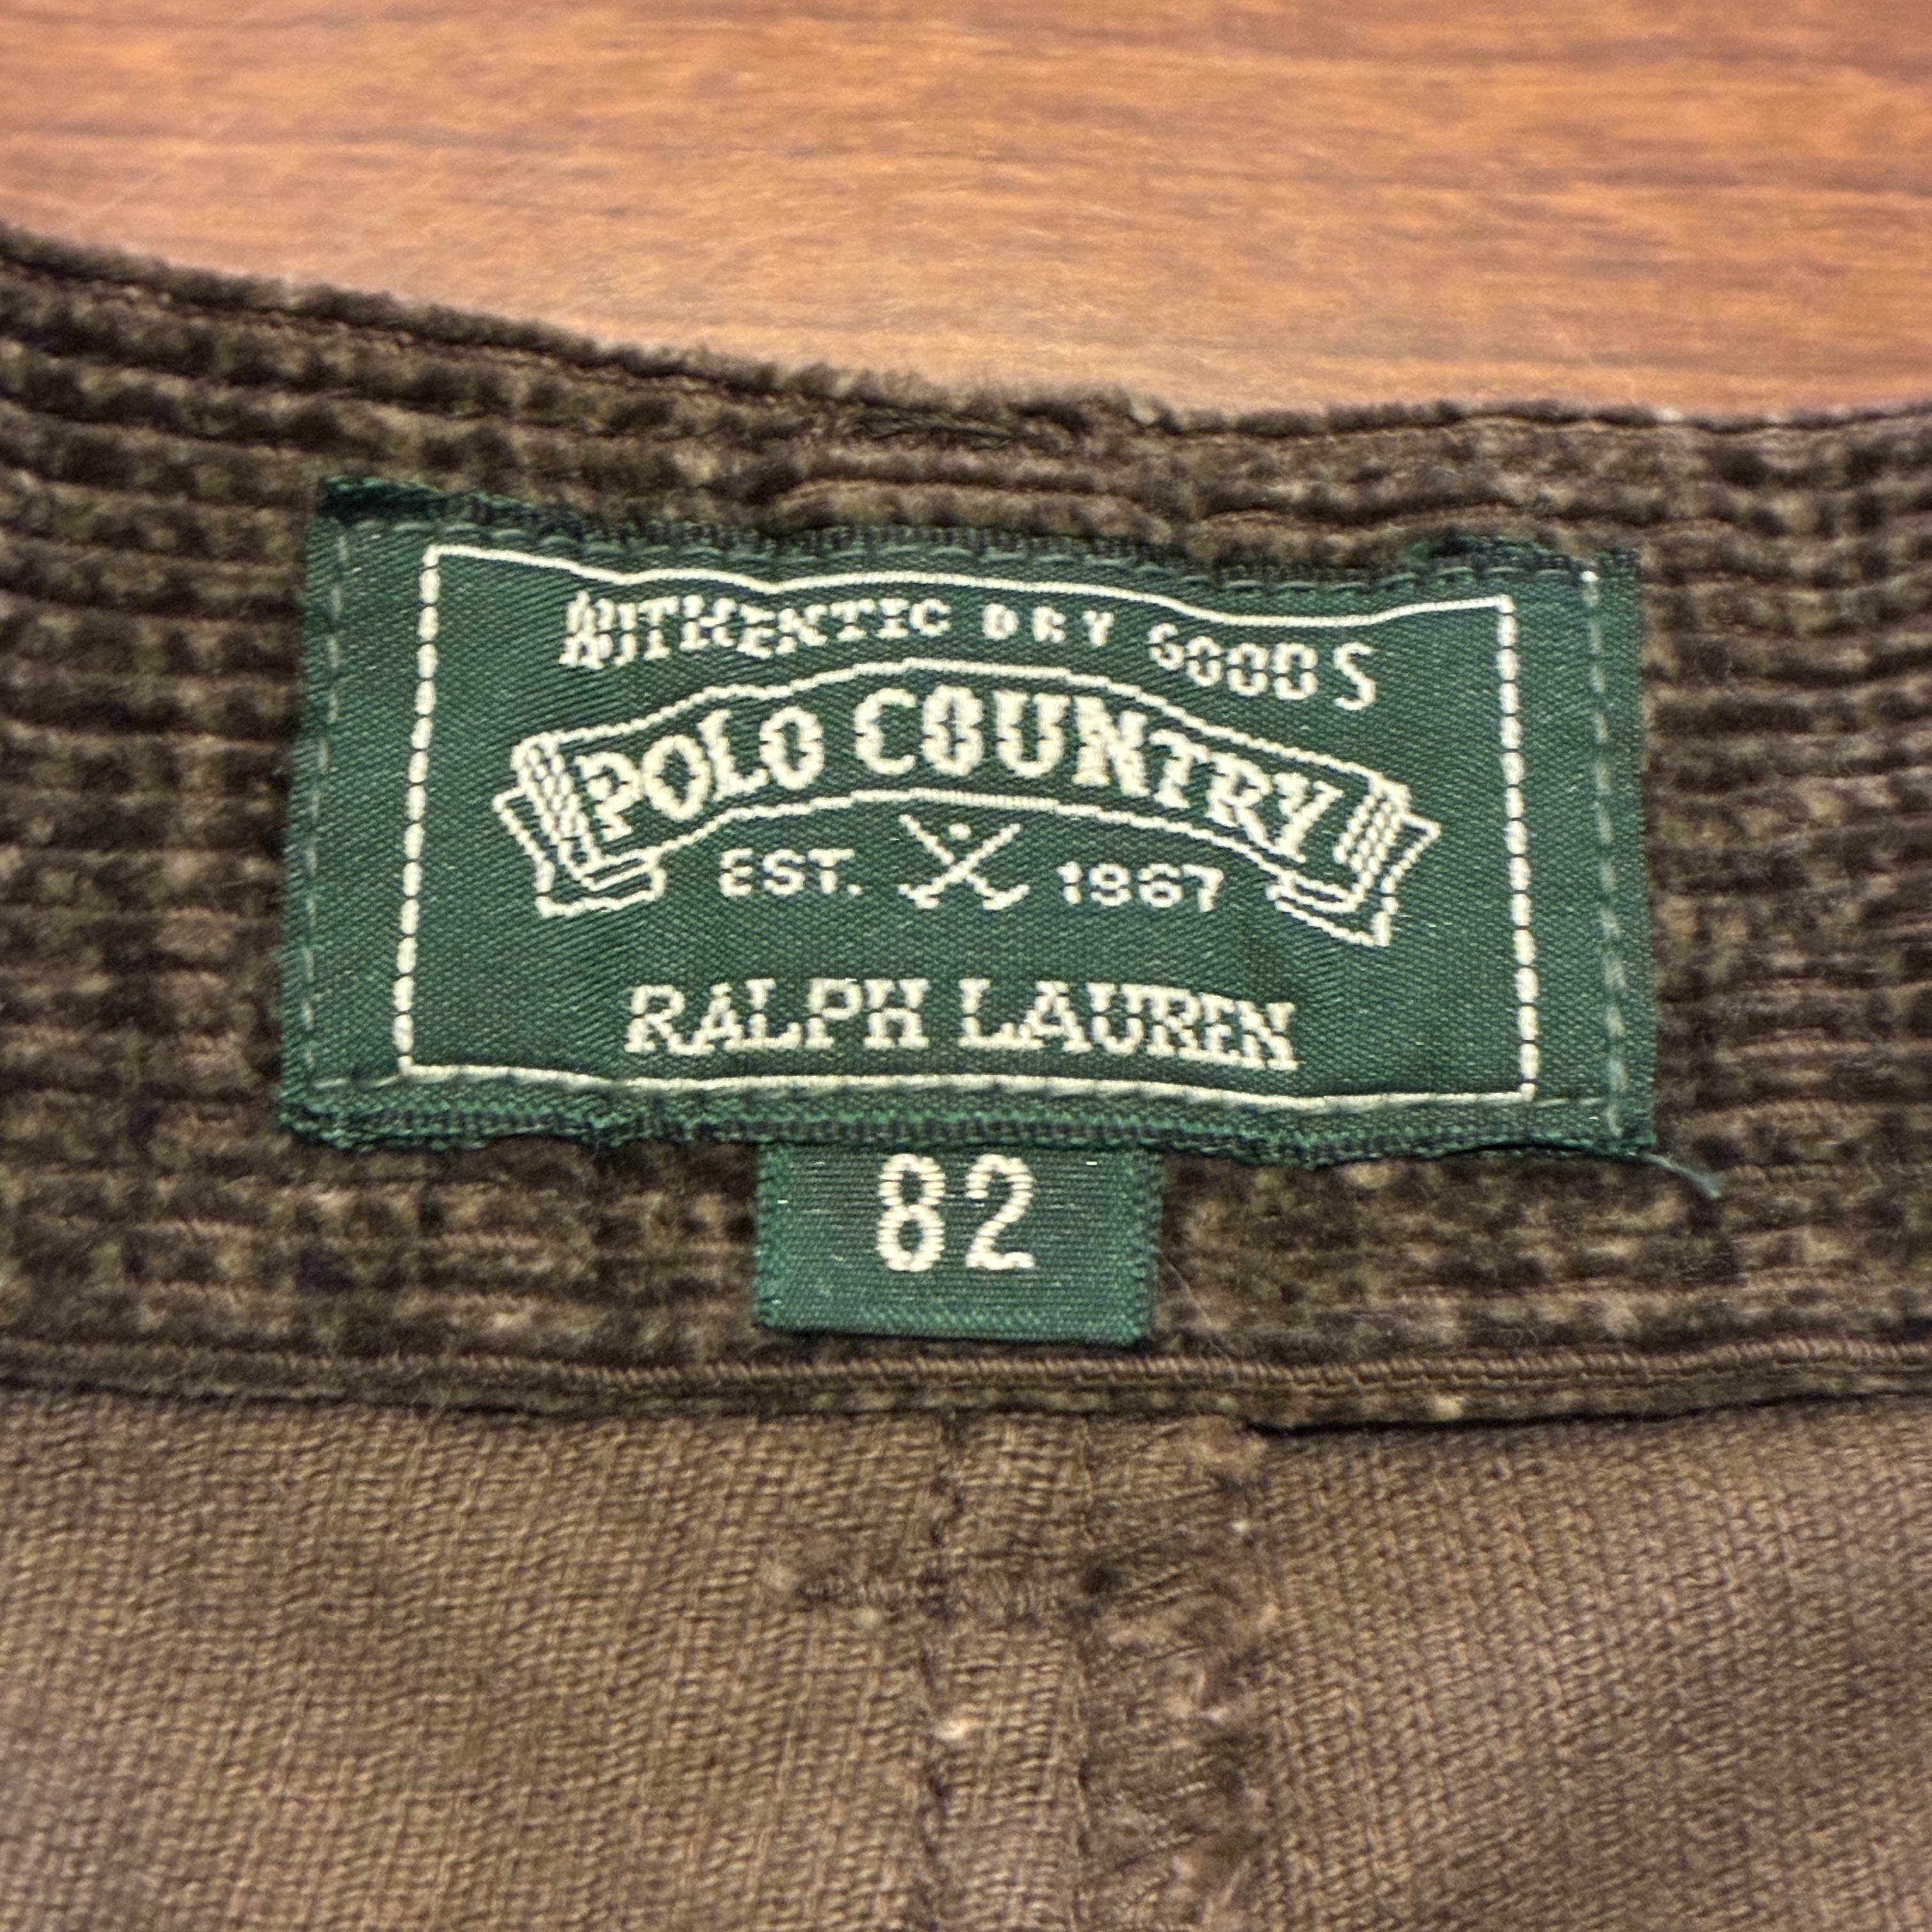 AUTHENTIC DRY GOODS
POLO COUNTRY
EST. 1967
RALPH LAUREN
82